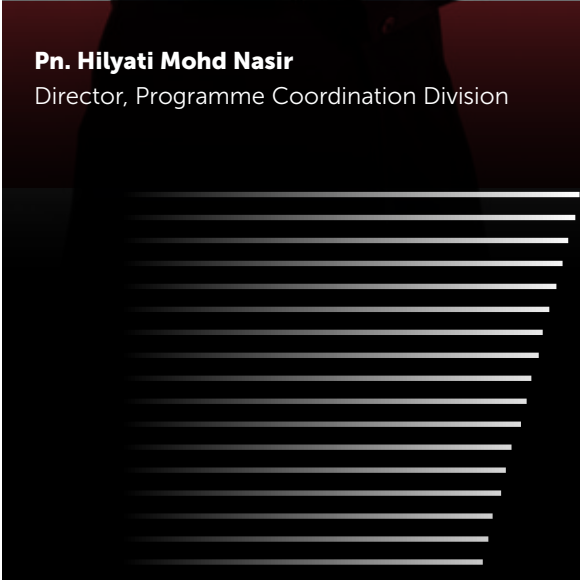 Pn. Hilyati Mohd Nasir
Director, Programme Coordination Division